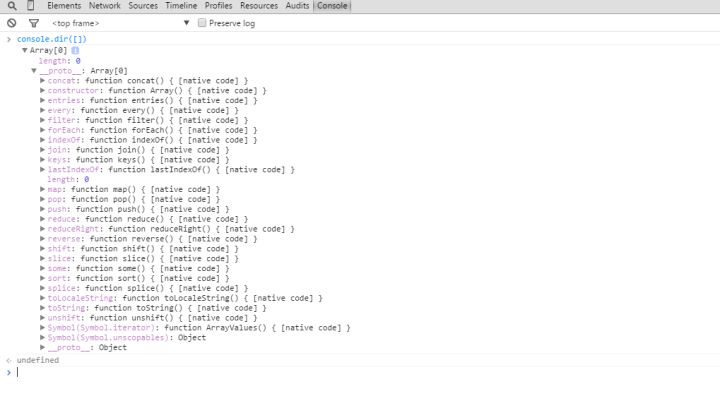 Elements Network Sources Timeline Profiles Resources Audits Console
<top frame> Preserve log
console.dir([])
Array[0]
length: 0
__proto__: Array[0]
concat: function concat() { [native code] }
constructor: function Array() { [native code] }
entries: function entries() { [native code] }
every: function every() { [native code] }
filter: function filter() { [native code] }
forEach: function forEach() { [native code] }
indexOf: function indexOf() { [native code] }
join: function join() { [native code] }
keys: function keys() { [native code] }
lastIndexOf: function lastIndexOf() { [native code] }
length: 0
map: function map() { [native code] }
pop: function pop() { [native code] }
push: function push() { [native code] }
reduce: function reduce() { [native code] }
reduceRight: function reduceRight() { [native code] }
reverse: function reverse() { [native code] }
shift: function shift() { [native code] }
slice: function slice() { [native code] }
some: function some() { [native code] }
sort: function sort() { [native code] }
splice: function splice() { [native code] }
toLocaleString: function toLocaleString() { [native code] }
toString: function toString() { [native code] }
unshift: function unshift() { [native code] }
Symbol(Symbol.iterator): function ArrayValues() { [native code] }
Symbol(Symbol.unscopables): Object
__proto__: Object
undefined